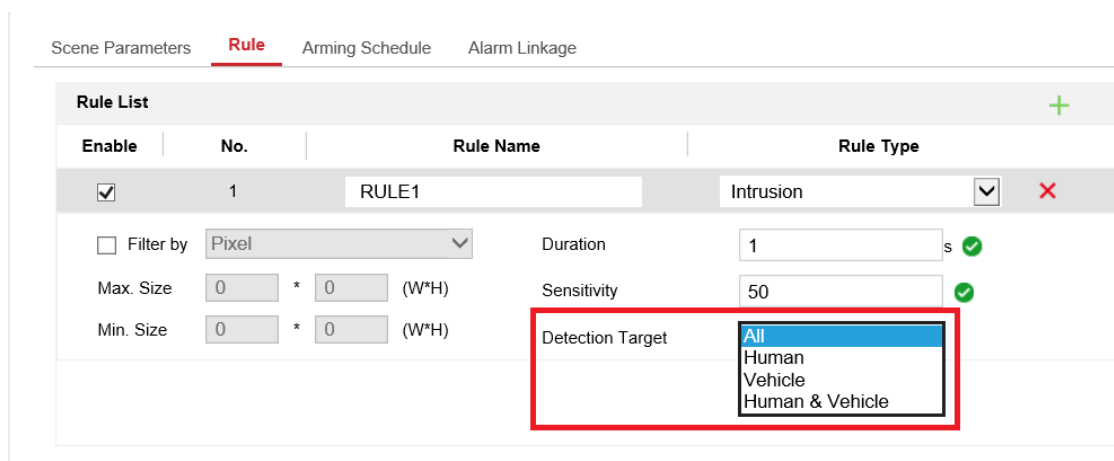 Scene Parameters Rule Arming Schedule Alarm Linkage
Rule List
Enable No. Rule Name Rule Type
1 RULE1 Intrusion
Filter by Pixel Duration 1 s
Max. Size 0 * 0 (W*H) Sensitivity 50
Min. Size 0 * 0 (W*H) Detection Target All
Human
Vehicle
Human & Vehicle